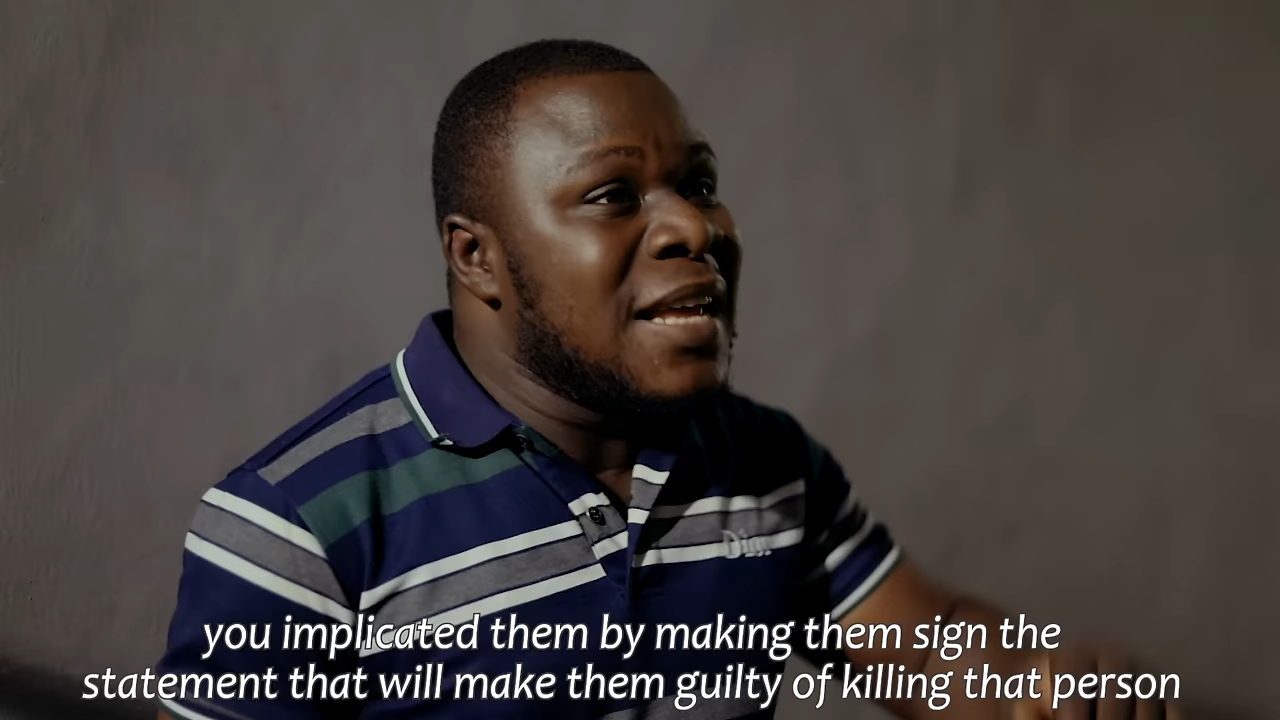 you implicated them by making them sign the
statement that will make them guilty of killing that person